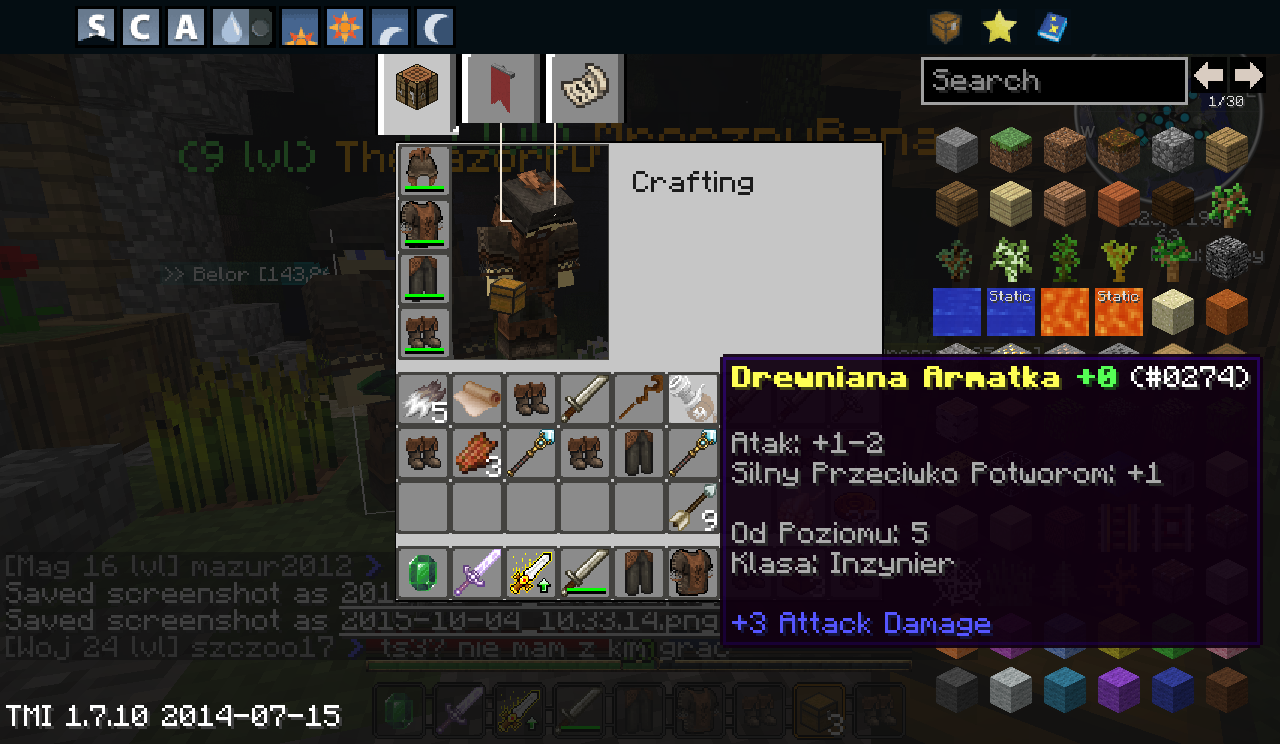 S C A
Search
1/30
(9 lvl)
Crafting
>> Belor [143,8
Static
Static
5
3
9
Drewniana Armatka +0 (#0274)
Atak: +1-2
Silny Przeciwko Potworom: +1
Od Poziomu: 5
Klasa: Inzynier
+3 Attack Damage
[Mag 16 lvl] mazur2012 >
Saved screenshot as 201
Saved screenshot as 2015-10-04_10.33.14.png
[Woj 24 lvl] szczoo17 > ts3? nie mam z kim grac
3
TMI 1.7.10 2014-07-15